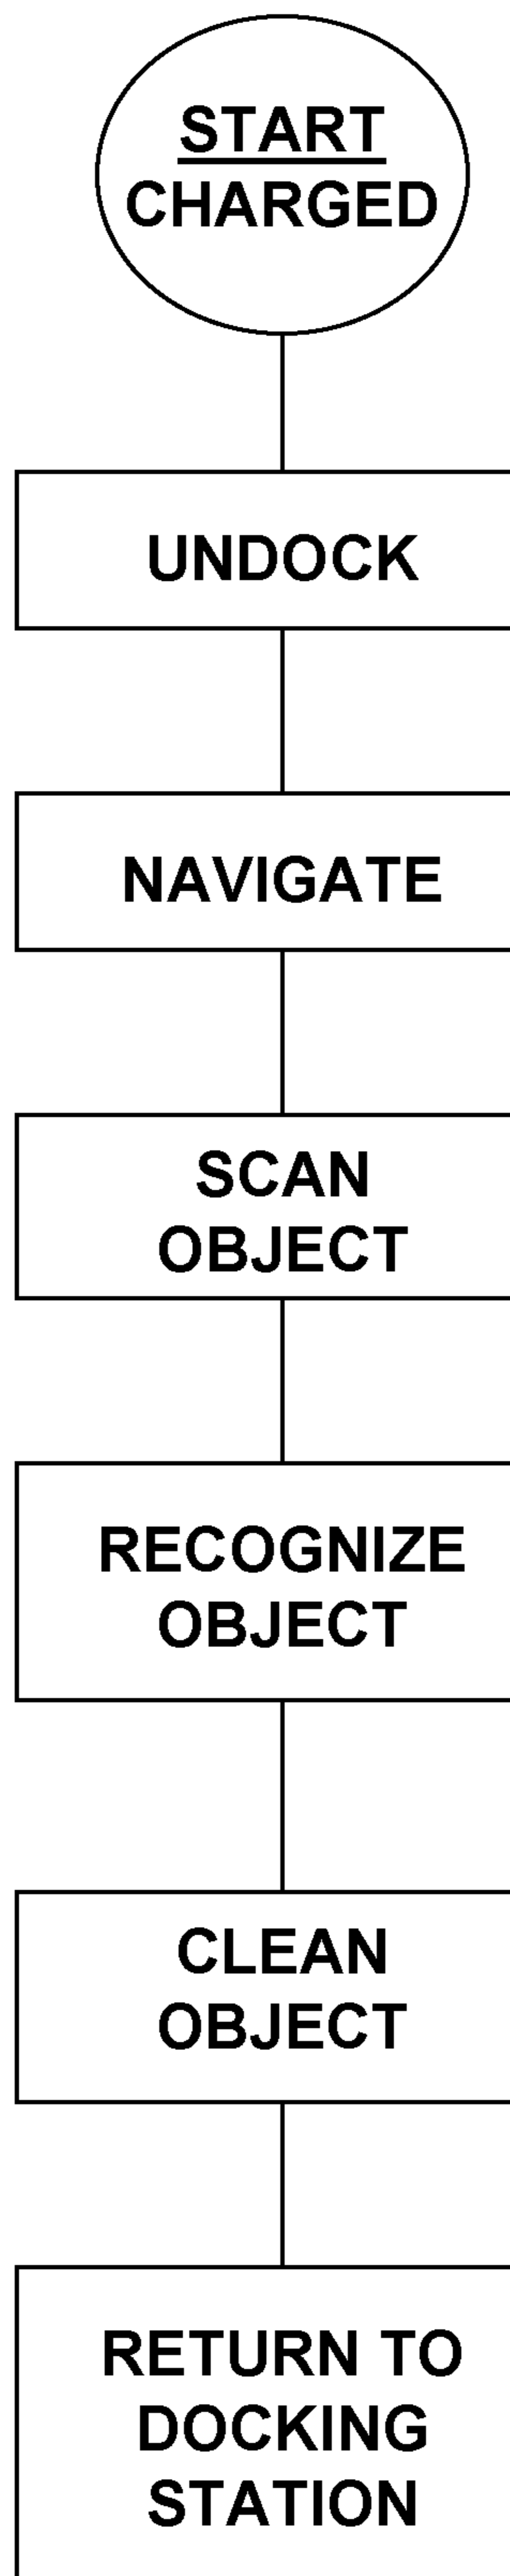 START
CHARGED
UNDOCK
NAVIGATE
SCAN
OBJECT
RECOGNIZE
OBJECT
CLEAN
OBJECT
RETURN TO
DOCKING
STATION